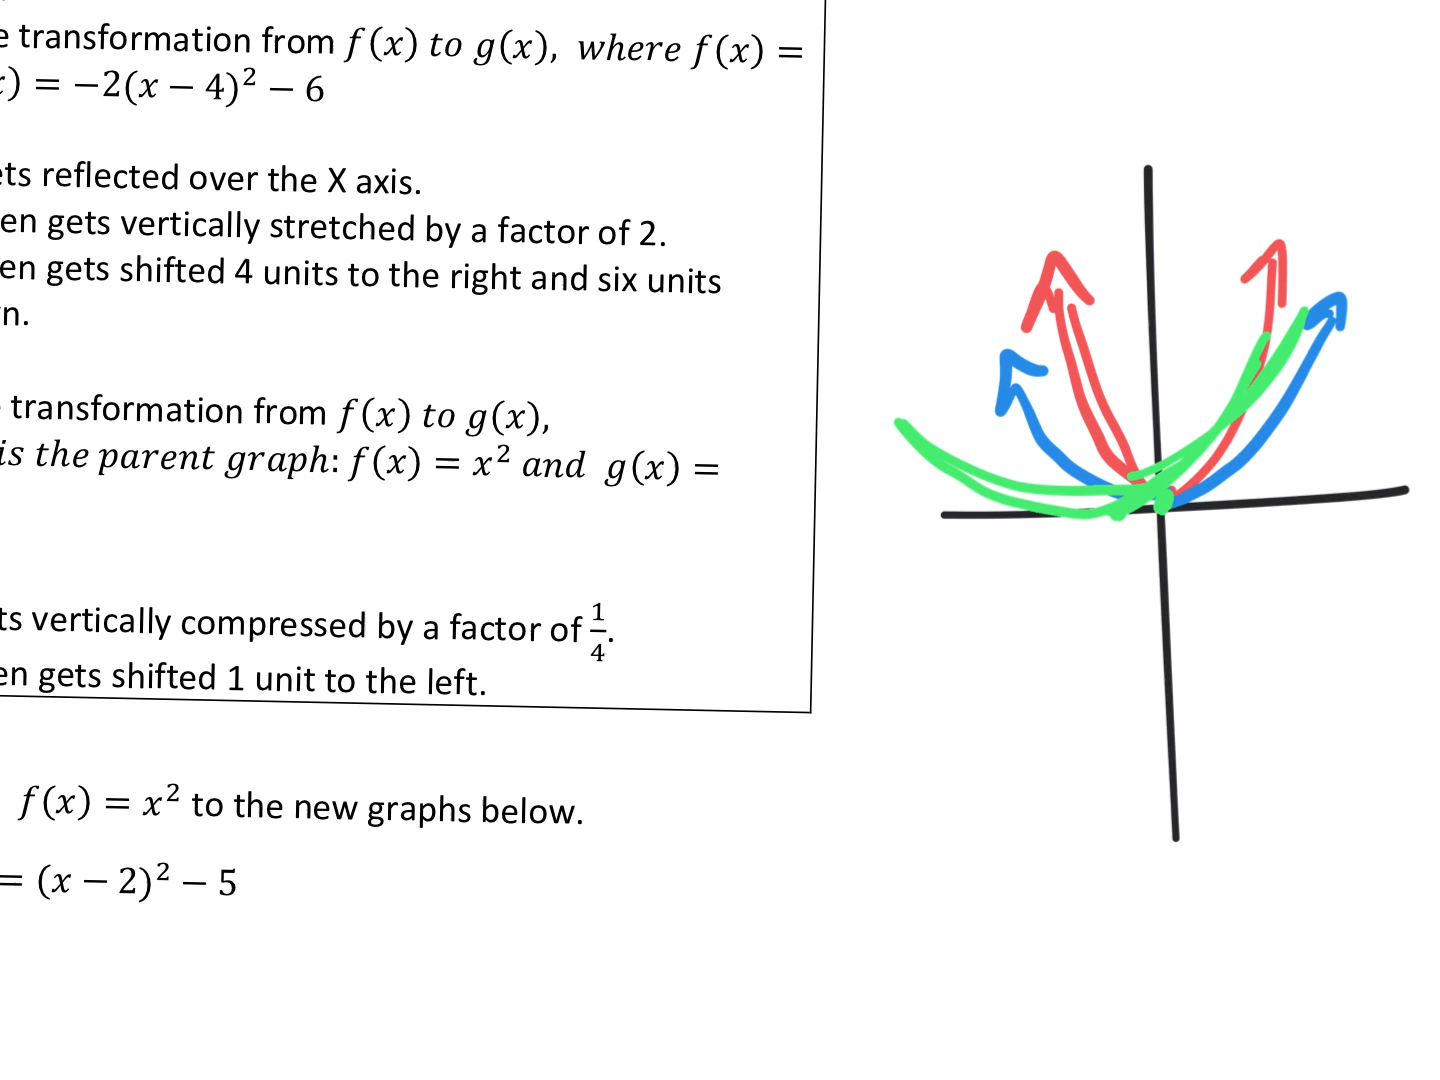 e transformation from f(x) to g(x), where f(x) =
) = −2(x − 4)² − 6
ets reflected over the X axis.
en gets vertically stretched by a factor of 2.
en gets shifted 4 units to the right and six units
n.
transformation from f(x) to g(x),
is the parent graph: f(x) = x² and g(x) =
ts vertically compressed by a factor of 1/4.
en gets shifted 1 unit to the left.
f(x) = x² to the new graphs below.
= (x − 2)² − 5